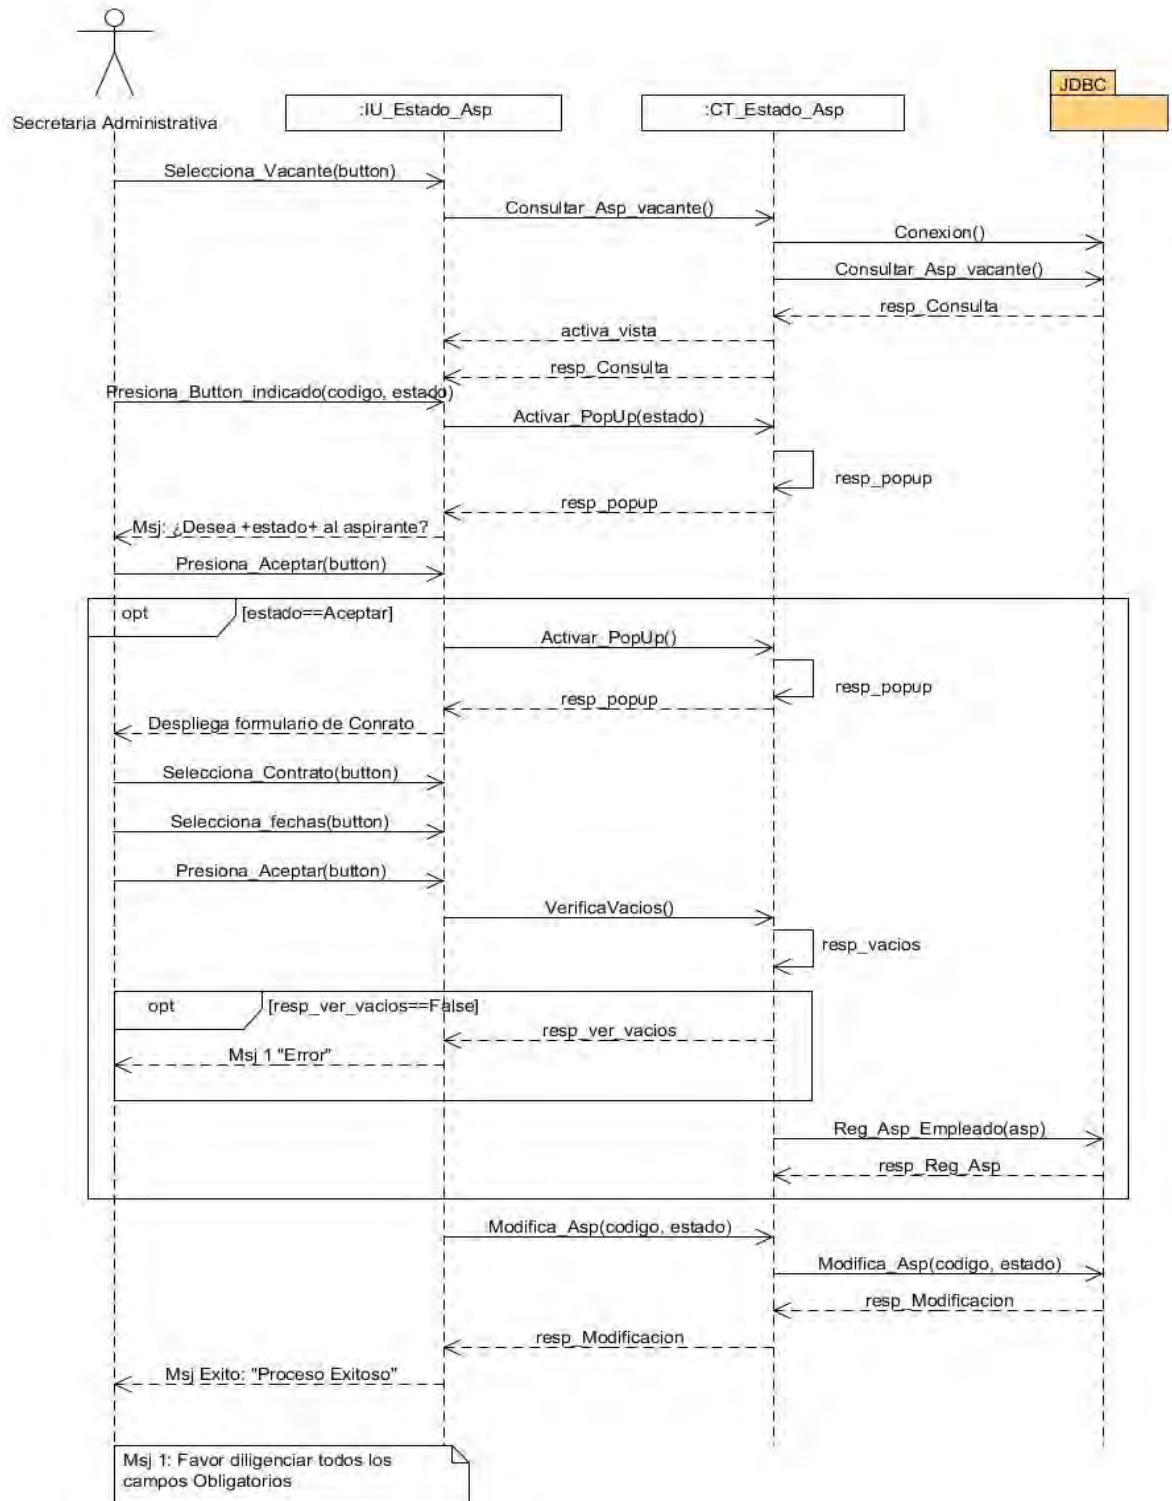 JDBC
:IU_Estado_Asp
:CT_Estado_Asp
Secretaria Administrativa
Selecciona_Vacante(button)
Consultar_Asp_vacante()
Conexion()
Consultar_Asp_vacante()
resp_Consulta
activa_vista
resp_Consulta
Presiona_Button_indicado(codigo, estado)
Activar_PopUp(estado)
resp_popup
resp_popup
Msj: ¿Desea +estado+ al aspirante?
Presiona_Aceptar(button)
opt
[estado==Aceptar]
Activar_PopUp()
resp_popup
resp_popup
Despliega formulario de Conrato
Selecciona_Contrato(button)
Selecciona_fechas(button)
Presiona_Aceptar(button)
VerificaVacios()
resp_vacios
opt
[resp_ver_vacios==False]
resp_ver_vacios
Msj 1 "Error"
Reg_Asp_Empleado(asp)
resp_Reg_Asp
Modifica_Asp(codigo, estado)
Modifica_Asp(codigo, estado)
resp_Modificacion
resp_Modificacion
Msj Exito: "Proceso Exitoso"
Msj 1: Favor diligenciar todos los
campos Obligatorios